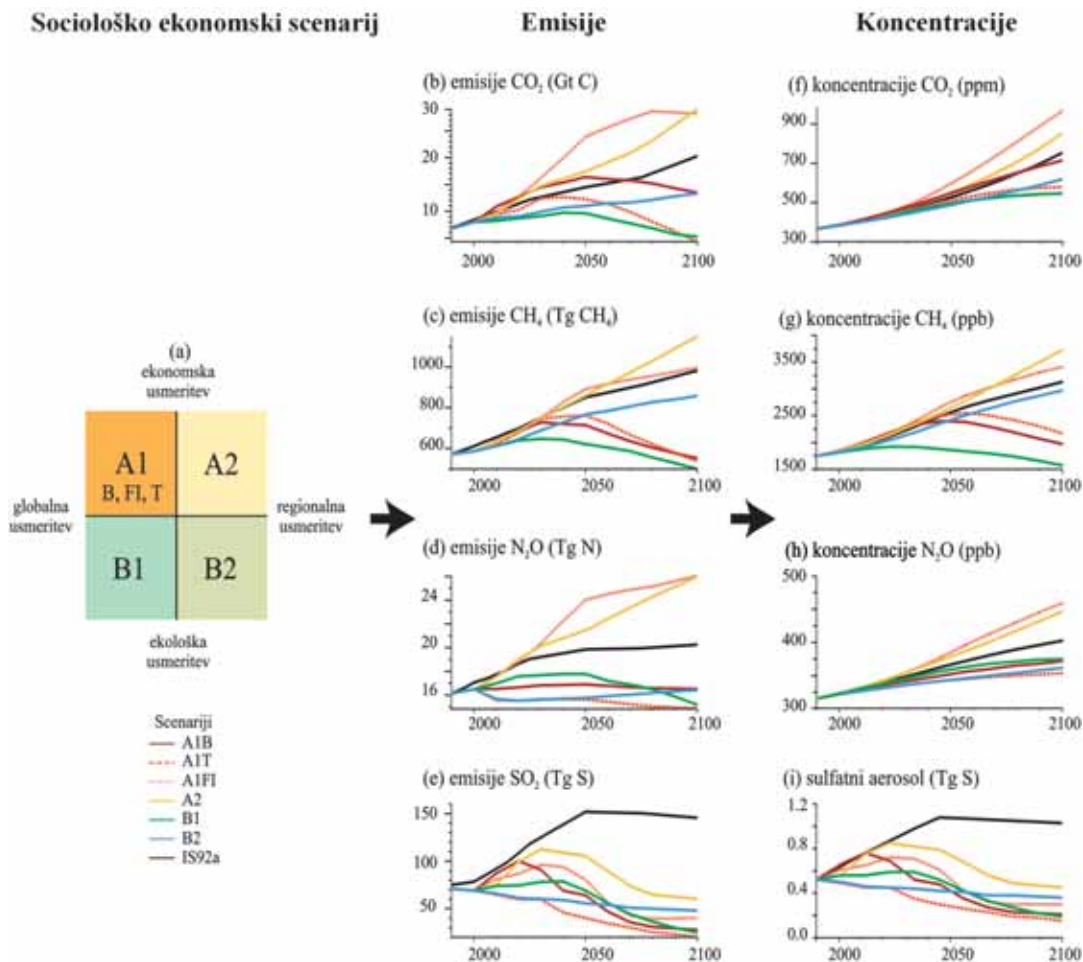 Sociološko ekonomski scenarij
Emisije
Koncentracije
(a)
ekonomska
usmeritev
A1
B, FI, T
A2
globalna
usmeritev
regionalna
usmeritev
B1
B2
ekološka
usmeritev
Scenariji
A1B
A1T
A1FI
A2
B1
B2
IS92a
(b) emisije CO₂ (Gt C)
30
20
10
2000 2050 2100
(f) koncentracije CO₂ (ppm)
900
700
500
300
2000 2050 2100
(c) emisije CH₄ (Tg CH₄)
1000
800
600
2000 2050 2100
(g) koncentracije CH₄ (ppb)
3500
2500
1500
2000 2050 2100
(d) emisije N₂O (Tg N)
24
20
16
2000 2050 2100
(h) koncentracije N₂O (ppb)
500
400
300
2000 2050 2100
(e) emisije SO₂ (Tg S)
150
100
50
2000 2050 2100
(i) sulfatni aerosol (Tg S)
1.2
0.8
0.4
0.0
2000 2050 2100